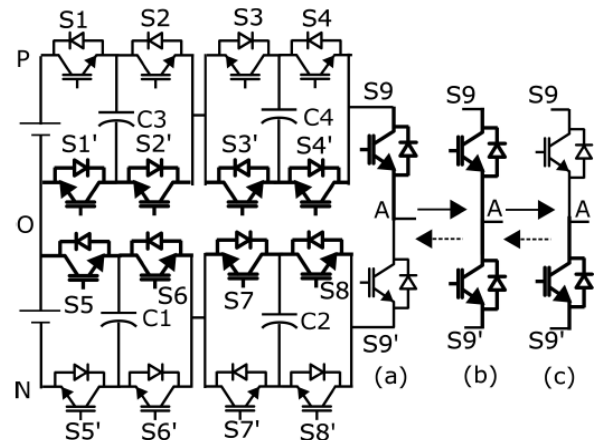 S1 S2 S3 S4
P S9 S9 S9
C3 C4
S1' S2' S3' S4'
A A A
O
S5 S6 S7 S8
C1 C2
S9' S9' S9'
N (a) (b) (c)
S5' S6' S7' S8'